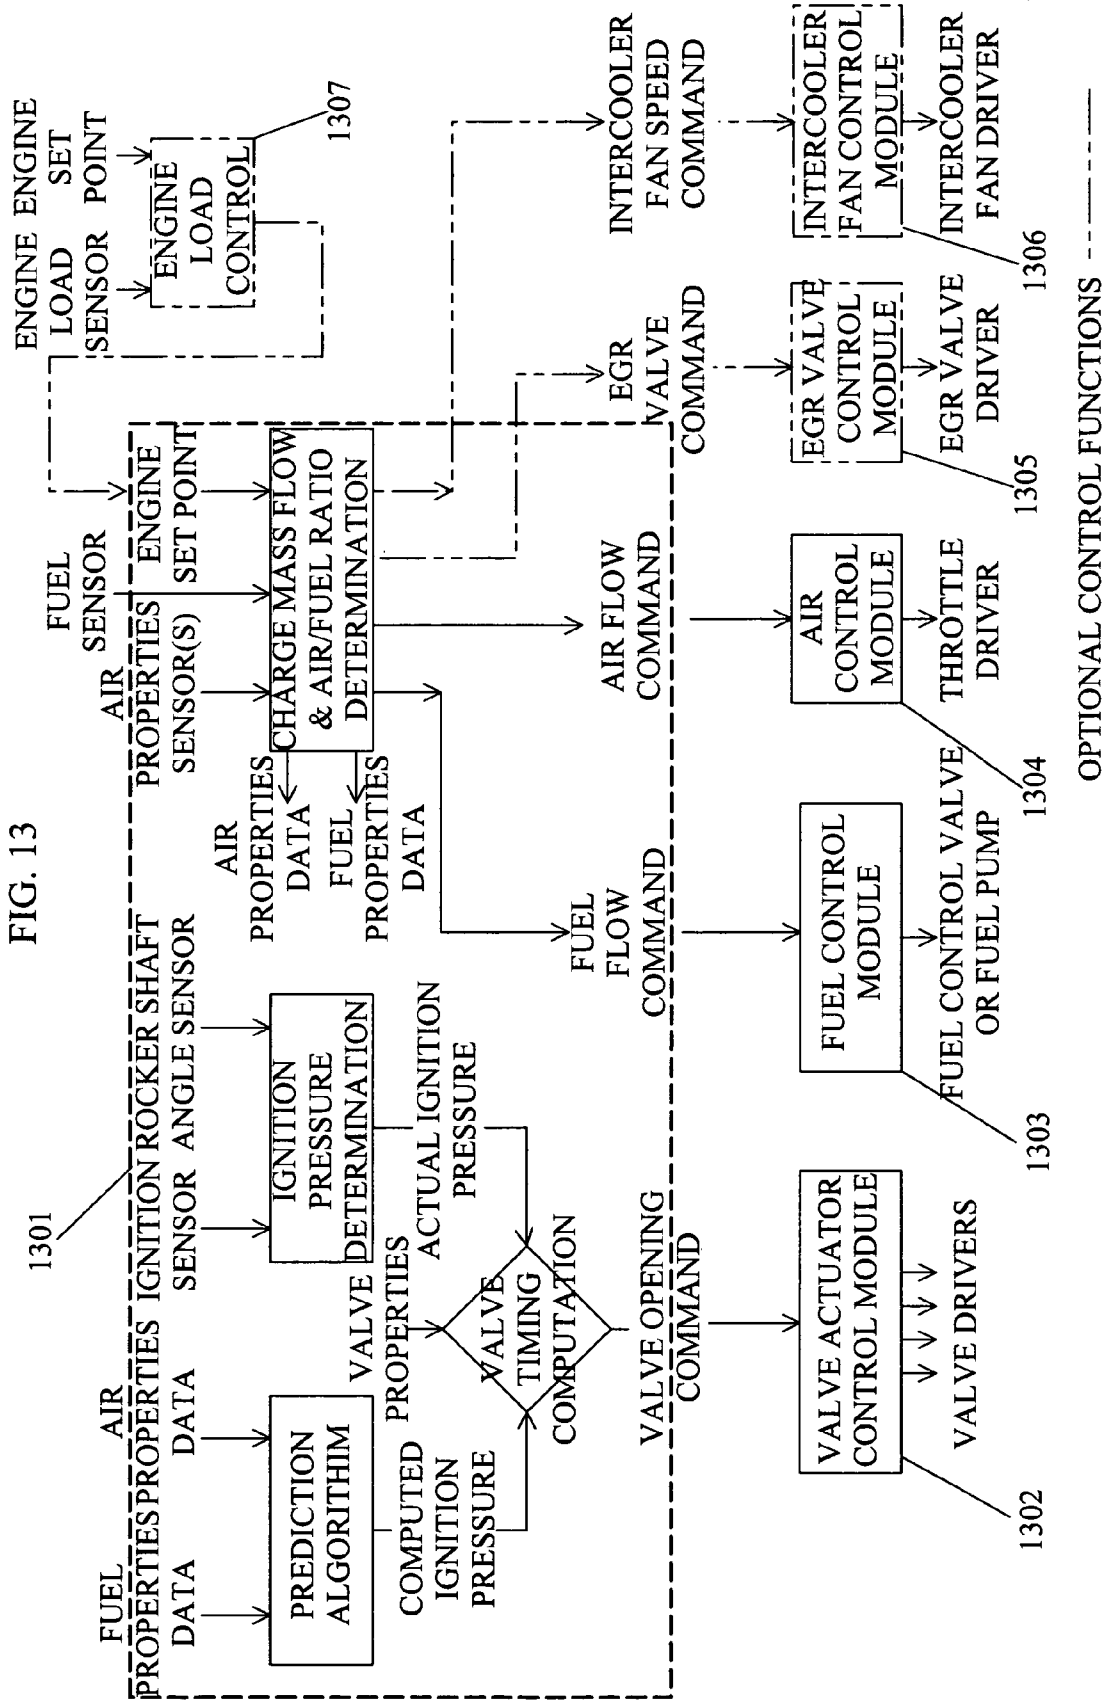 FIG. 13
1301
FUEL
PROPERTIES
DATA
AIR
PROPERTIES
DATA
IGNITION
SENSOR
ROCKER SHAFT
ANGLE SENSOR
AIR
PROPERTIES
SENSOR(S)
FUEL
SENSOR
ENGINE
SET POINT
ENGINE
LOAD
SENSOR
ENGINE
SET
POINT
ENGINE
LOAD
CONTROL
1307
PREDICTION
ALGORITHIM
IGNITION
PRESSURE
DETERMINATION
CHARGE MASS FLOW
& AIR/FUEL RATIO
DETERMINATION
AIR
PROPERTIES
DATA
FUEL
PROPERTIES
DATA
COMPUTED
IGNITION
PRESSURE
VALVE
PROPERTIES
ACTUAL IGNITION
PRESSURE
VALVE
TIMING
COMPUTATION
VALVE OPENING
COMMAND
FUEL
FLOW
COMMAND
AIR FLOW
COMMAND
EGR
VALVE
COMMAND
INTERCOOLER
FAN SPEED
COMMAND
VALVE ACTUATOR
CONTROL MODULE
FUEL CONTROL
MODULE
AIR
CONTROL
MODULE
EGR VALVE
CONTROL
MODULE
INTERCOOLER
FAN CONTROL
MODULE
VALVE DRIVERS
FUEL CONTROL VALVE
OR FUEL PUMP
THROTTLE
DRIVER
EGR VALVE
DRIVER
INTERCOOLER
FAN DRIVER
1302
1303
1304
1305
1306
OPTIONAL CONTROL FUNCTIONS